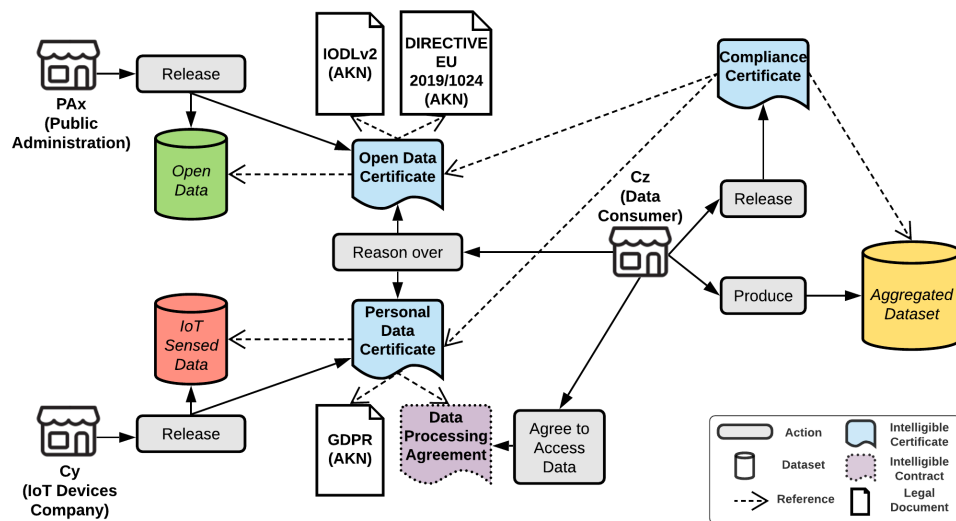 PAx
(Public
Administration)
Release
IODLv2
(AKN)
DIRECTIVE
EU
2019/1024
(AKN)
Compliance
Certificate
Open
Data
Open Data
Certificate
Cz
(Data
Consumer)
Release
Reason over
Produce
Aggregated
Dataset
IoT
Sensed
Data
Personal
Data
Certificate
Cy
(IoT Devices
Company)
Release
GDPR
(AKN)
Data
Processing
Agreement
Agree to
Access
Data
Action
Intelligible
Certificate
Dataset
Intelligible
Contract
Reference
Legal
Document